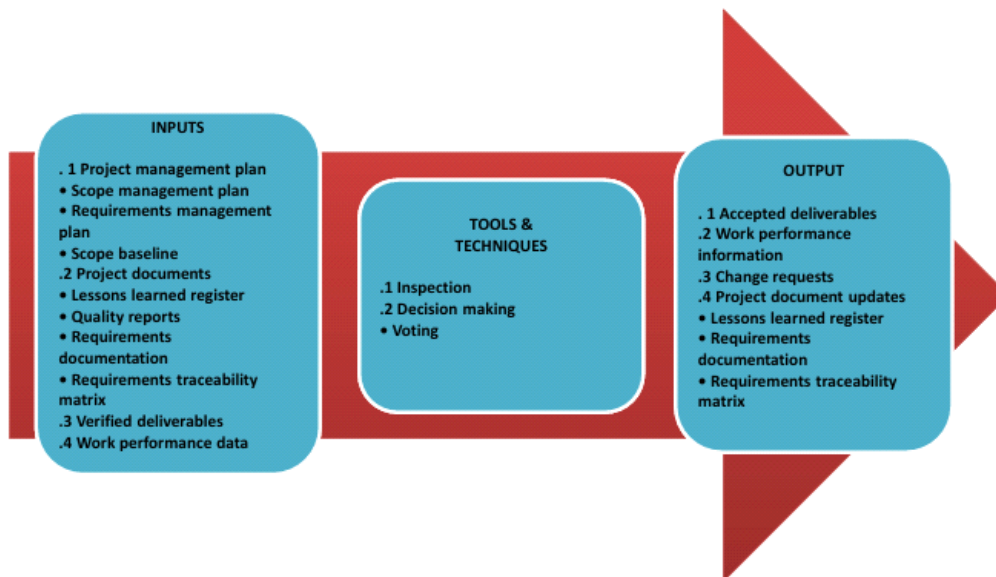 INPUTS
. 1 Project management plan
• Scope management plan
• Requirements management
plan
• Scope baseline
.2 Project documents
• Lessons learned register
• Quality reports
• Requirements
documentation
• Requirements traceability
matrix
.3 Verified deliverables
.4 Work performance data
TOOLS &
TECHNIQUES
.1 Inspection
.2 Decision making
• Voting
OUTPUT
. 1 Accepted deliverables
.2 Work performance
information
.3 Change requests
.4 Project document updates
• Lessons learned register
• Requirements
documentation
• Requirements traceability
matrix